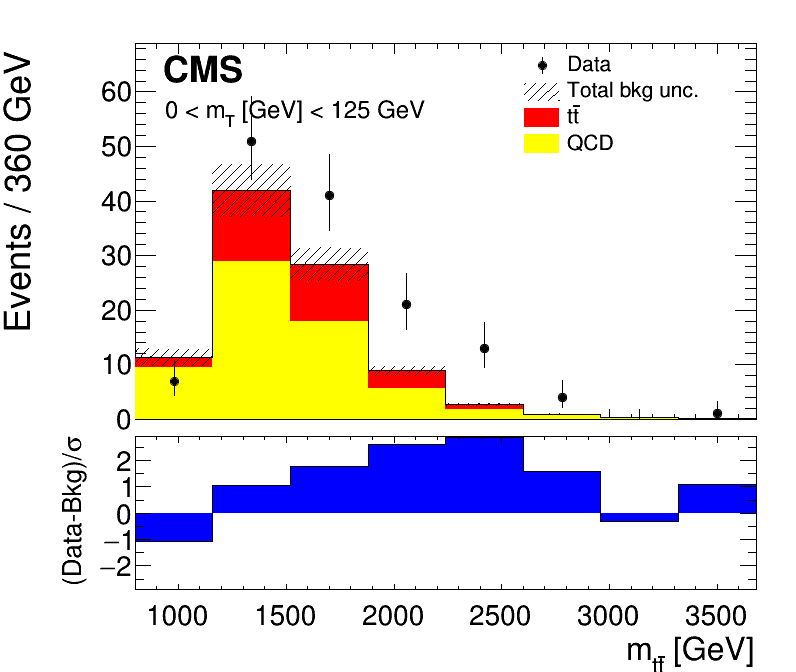 CMS
0 < m_T [GeV] < 125 GeV
Data
Total bkg unc.
tt̄
QCD
Events / 360 GeV
60
50
40
30
20
10
0
(Data-Bkg)/σ
2
1
0
−1
−2
1000 1500 2000 2500 3000 3500
m_tt̄ [GeV]